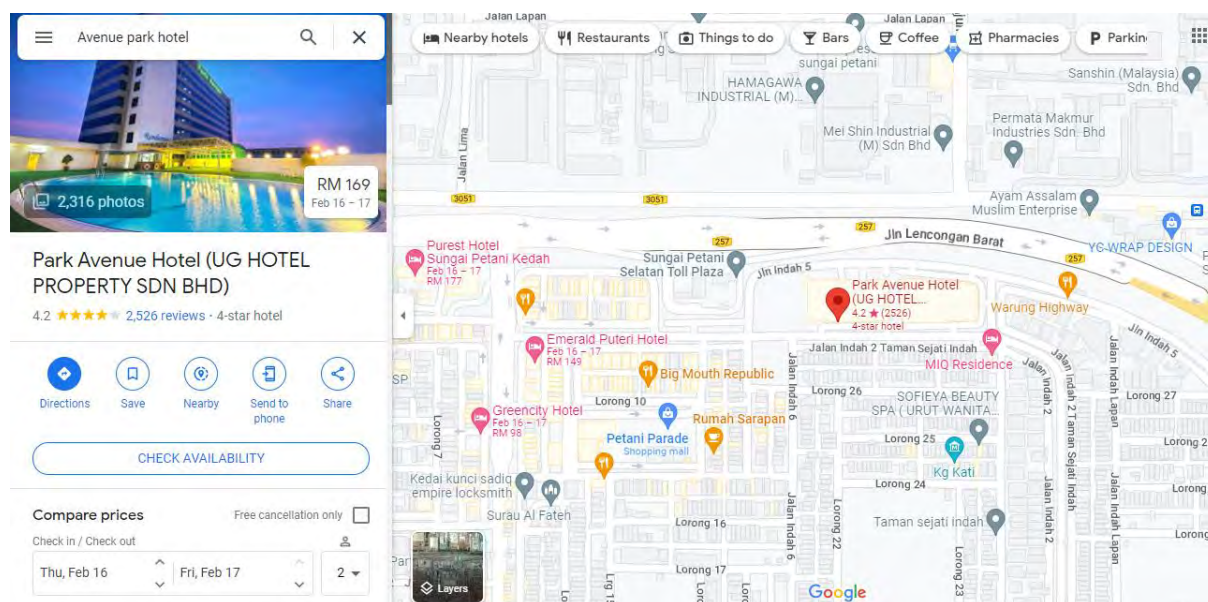 Avenue park hotel
2,316 photos
RM 169
Feb 16 – 17
Park Avenue Hotel (UG HOTEL
PROPERTY SDN BHD)
4.2 ★★★★★ 2,526 reviews · 4-star hotel
Directions
Save
Nearby
Send to
phone
Share
CHECK AVAILABILITY
Compare prices
Free cancellation only
Check in / Check out
Thu, Feb 16
Fri, Feb 17
2
Jalan Lapan
Jalan Lapan
Nearby hotels
Restaurants
Things to do
Bars
Coffee
Pharmacies
sungai petani
HAMAGAWA
INDUSTRIAL (M)...
Sanshin (Malaysia)
Sdn. Bhd
Mei Shin Industrial
(M) Sdn Bhd
Permata Makmur
Industries Sdn. Bhd
Jalan Lima
Ayam Assalam
Muslim Enterprise
3051
3051
257
257
257
Jln Lencongan Barat
YC WRAP DESIGN
Purest Hotel
Sungai Petani Kedah
Feb 16 – 17
RM 177
Sungai Petani
Selatan Toll Plaza
Jln Indah 5
Park Avenue Hotel
(UG HOTEL...
4.2 ★ (2526)
4-star hotel
Warung Highway
Jln Indah 5
Emerald Puteri Hotel
Feb 16 – 17
RM 149
Jalan Indah 2 Taman Sejati Indah
MIQ Residence
SP
Big Mouth Republic
Jalan Indah 6
Jalan Indah 2
Jalan Indah 2 Taman Sejati Indah
Jalan Indah Lapan
Lorong 26
Lorong 27
Lorong 10
SOFIEYA BEAUTY
SPA ( URUT WANITA...
Greencity Hotel
Feb 16 – 17
RM 98
Petani Parade
Shopping mall
Rumah Sarapan
Lorong 7
Lorong 25
Kg Kati
Lorong 24
Lorong
Kedai kunci sadiq
empire locksmith
Surau Al Fateh
Lorong 16
Lorong 17
Jalan Indah 6
Lorong 22
Taman sejati indah
Lorong 23
Jalan Indah 2
Jalan Indah Lapan
Lorong
Layers
Google